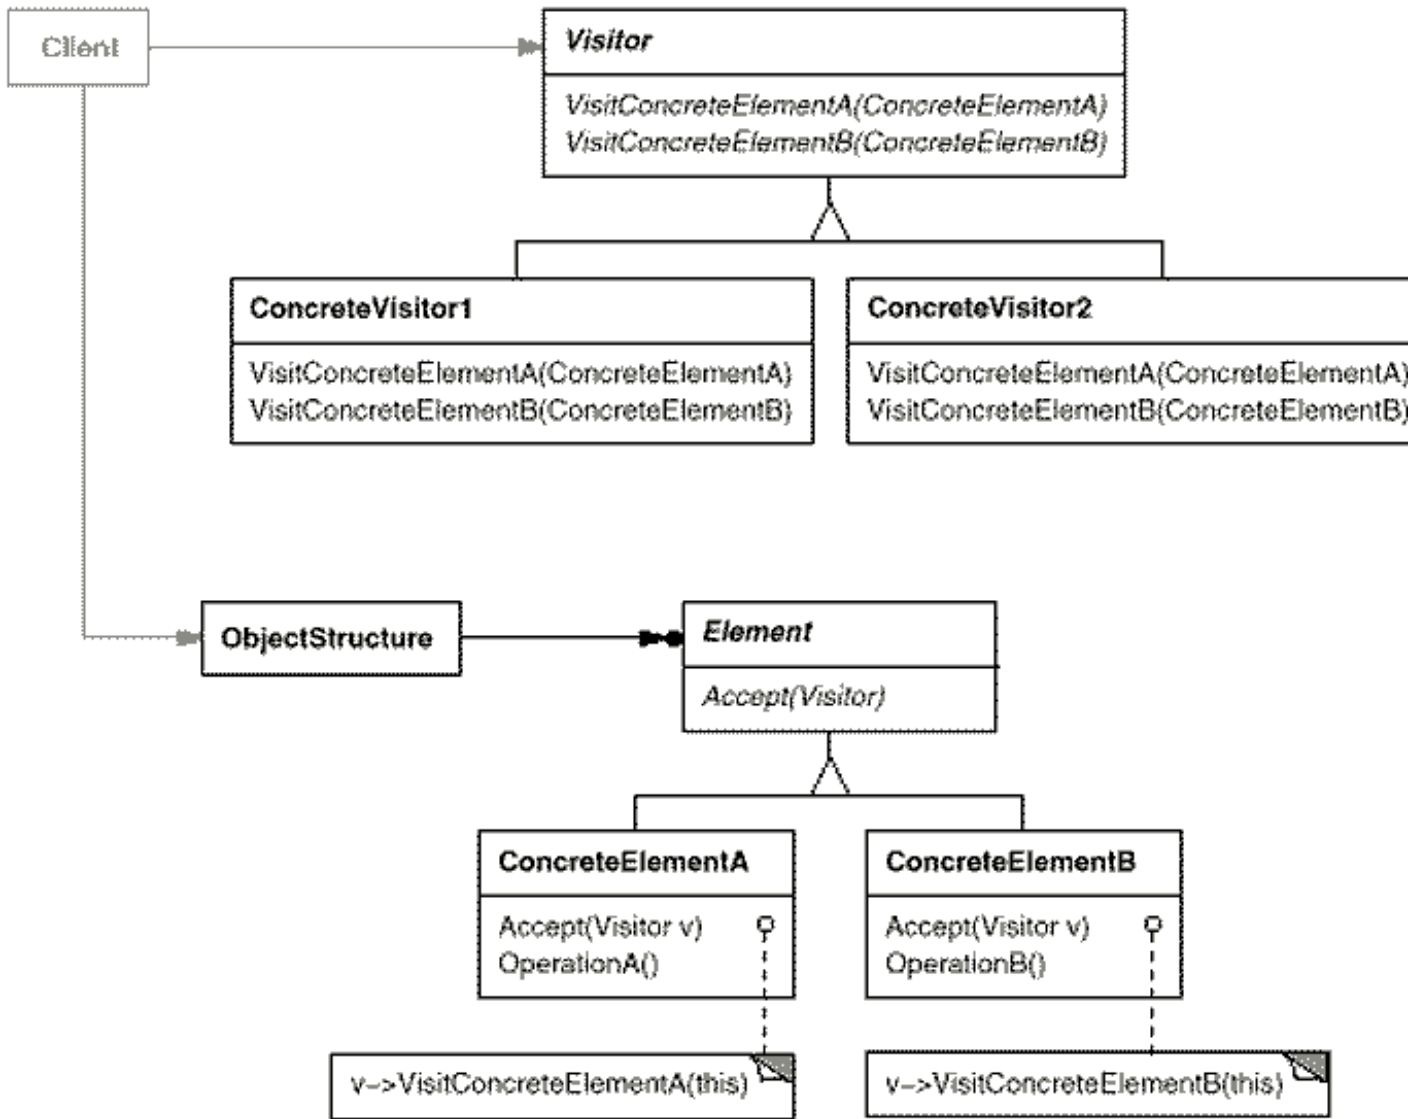 Client
Visitor
VisitConcreteElementA(ConcreteElementA)
VisitConcreteElementB(ConcreteElementB)
ConcreteVisitor1
VisitConcreteElementA(ConcreteElementA)
VisitConcreteElementB(ConcreteElementB)
ConcreteVisitor2
VisitConcreteElementA(ConcreteElementA)
VisitConcreteElementB(ConcreteElementB)
ObjectStructure
Element
Accept(Visitor)
ConcreteElementA
Accept(Visitor v)
OperationA()
ConcreteElementB
Accept(Visitor v)
OperationB()
v->VisitConcreteElementA(this)
v->VisitConcreteElementB(this)